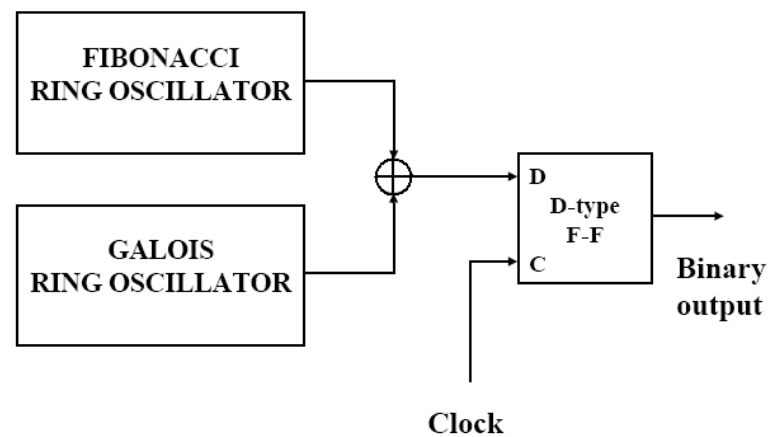 FIBONACCI
RING OSCILLATOR
GALOIS
RING OSCILLATOR
D
D-type
F-F
C
Binary
output
Clock